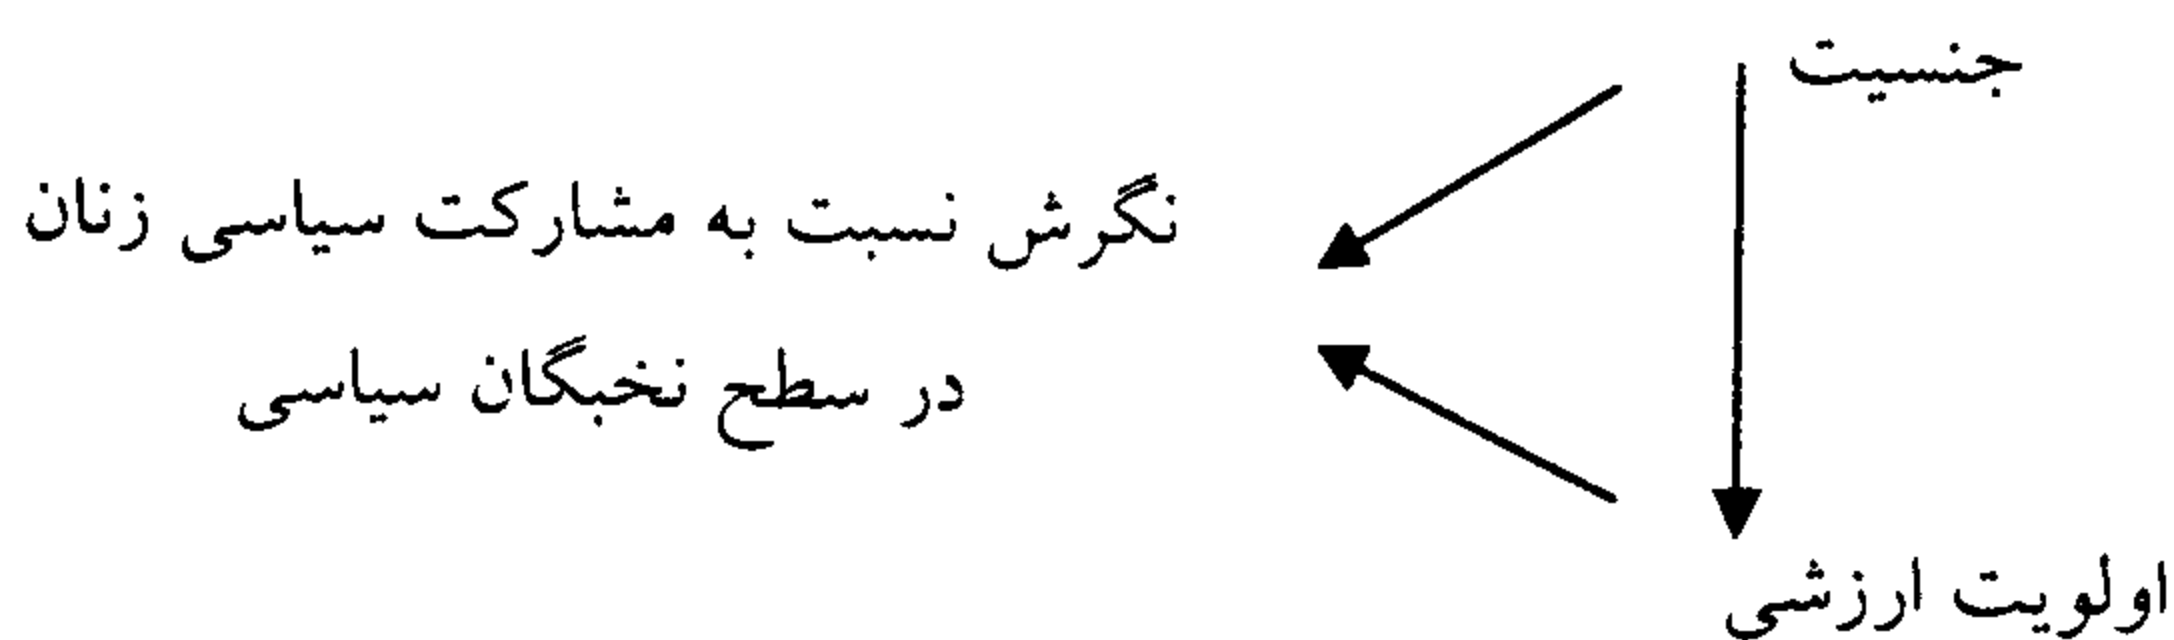 جنسیت
نگرش نسبت به مشارکت سیاسی زنان
در سطح نخبگان سیاسی
اولویت ارزشی